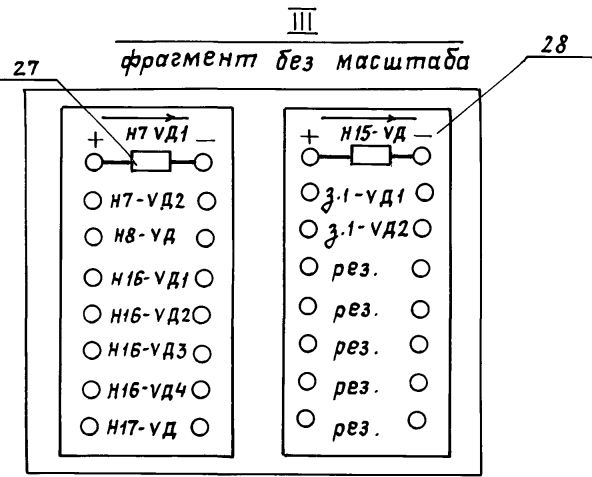 III
фрагмент без масштаба
27
28
+ Н7 VД1 –
Н7-VД2
Н8-VД
Н16-VД1
Н16-VД2
Н16-VД3
Н16-VД4
Н17-VД
+ Н15-VД –
З.1-VД1
З.1-VД2
рез.
рез.
рез.
рез.
рез.